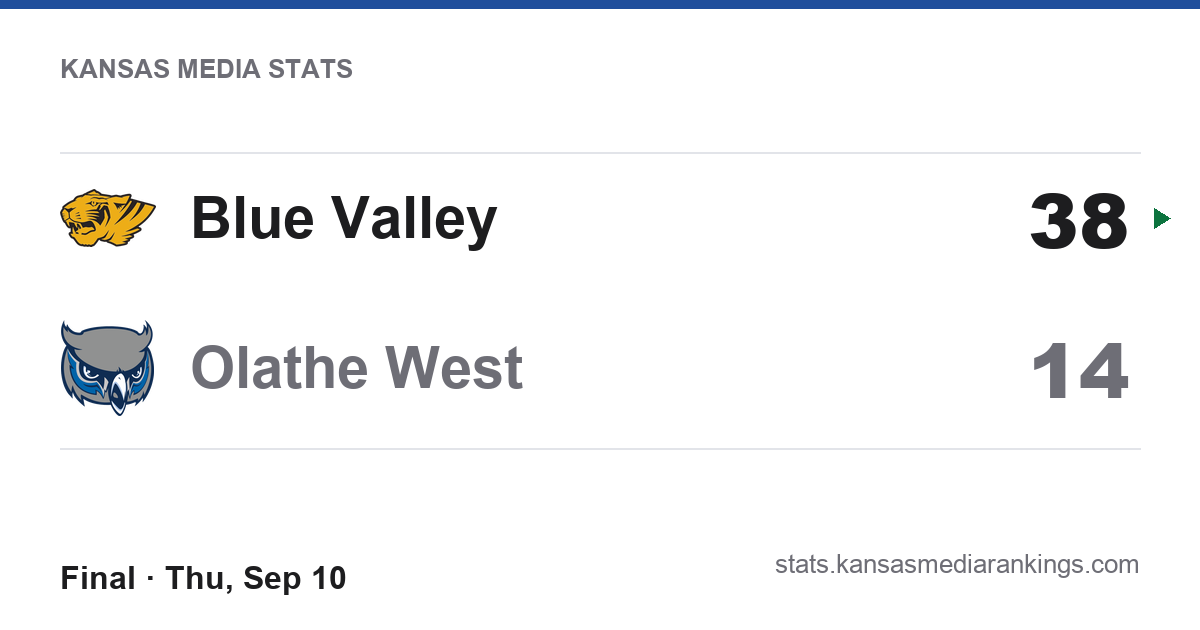 KANSAS MEDIA STATS
Blue Valley 38
Olathe West 14
Final · Thu, Sep 10
stats.kansasmediarankings.com